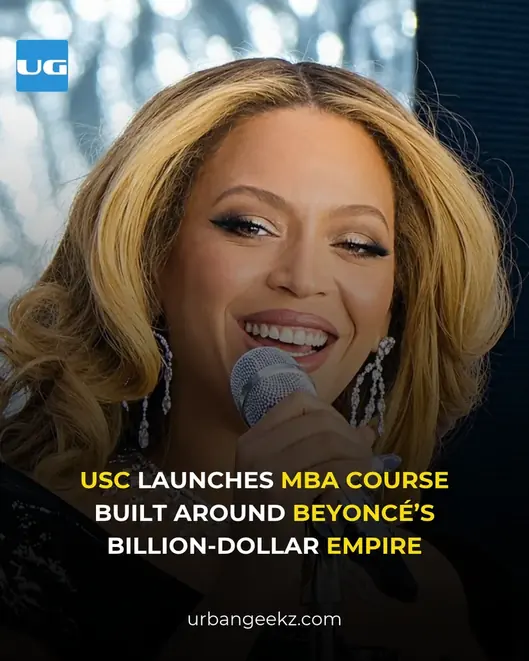 UG
USC LAUNCHES MBA COURSE
BUILT AROUND BEYONCÉ’S
BILLION-DOLLAR EMPIRE
urbangeekz.com